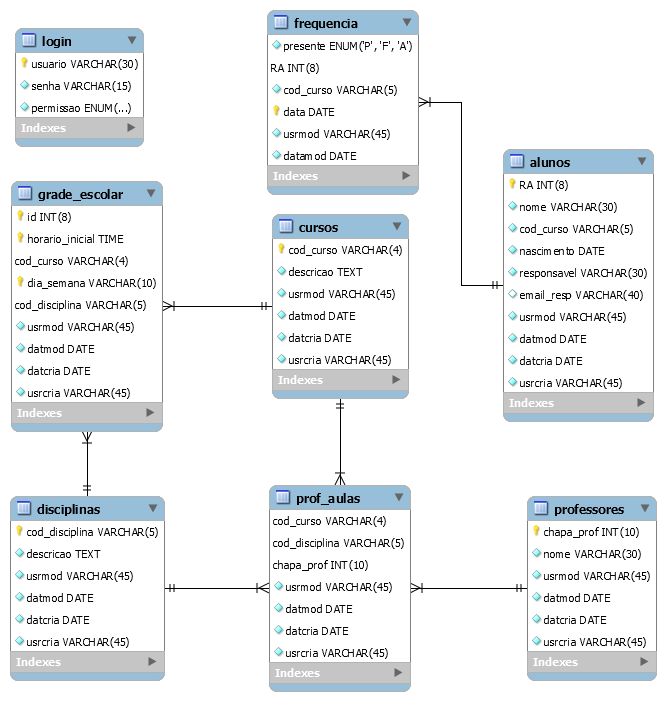 login
usuario VARCHAR(30)
senha VARCHAR(15)
permissao ENUM(...)
Indexes
frequencia
presente ENUM('P', 'F', 'A')
RA INT(8)
cod_curso VARCHAR(5)
data DATE
usrmod VARCHAR(45)
datamod DATE
Indexes
alunos
RA INT(8)
nome VARCHAR(30)
cod_curso VARCHAR(5)
nascimento DATE
responsavel VARCHAR(30)
email_resp VARCHAR(40)
usrmod VARCHAR(45)
datmod DATE
datcria DATE
usrcria VARCHAR(45)
Indexes
grade_escolar
id INT(8)
horario_inicial TIME
cod_curso VARCHAR(4)
dia_semana VARCHAR(10)
cod_disciplina VARCHAR(5)
usrmod VARCHAR(45)
datmod DATE
datcria DATE
usrcria VARCHAR(45)
Indexes
cursos
cod_curso VARCHAR(4)
descricao TEXT
usrmod VARCHAR(45)
datmod DATE
datcria DATE
usrcria VARCHAR(45)
Indexes
disciplinas
cod_disciplina VARCHAR(5)
descricao TEXT
usrmod VARCHAR(45)
datmod DATE
datcria DATE
usrcria VARCHAR(45)
Indexes
prof_aulas
cod_curso VARCHAR(4)
cod_disciplina VARCHAR(5)
chapa_prof INT(10)
usrmod VARCHAR(45)
datmod DATE
datcria DATE
usrcria VARCHAR(45)
Indexes
professores
chapa_prof INT(10)
nome VARCHAR(30)
usrmod VARCHAR(45)
datmod DATE
datcria DATE
usrcria VARCHAR(45)
Indexes